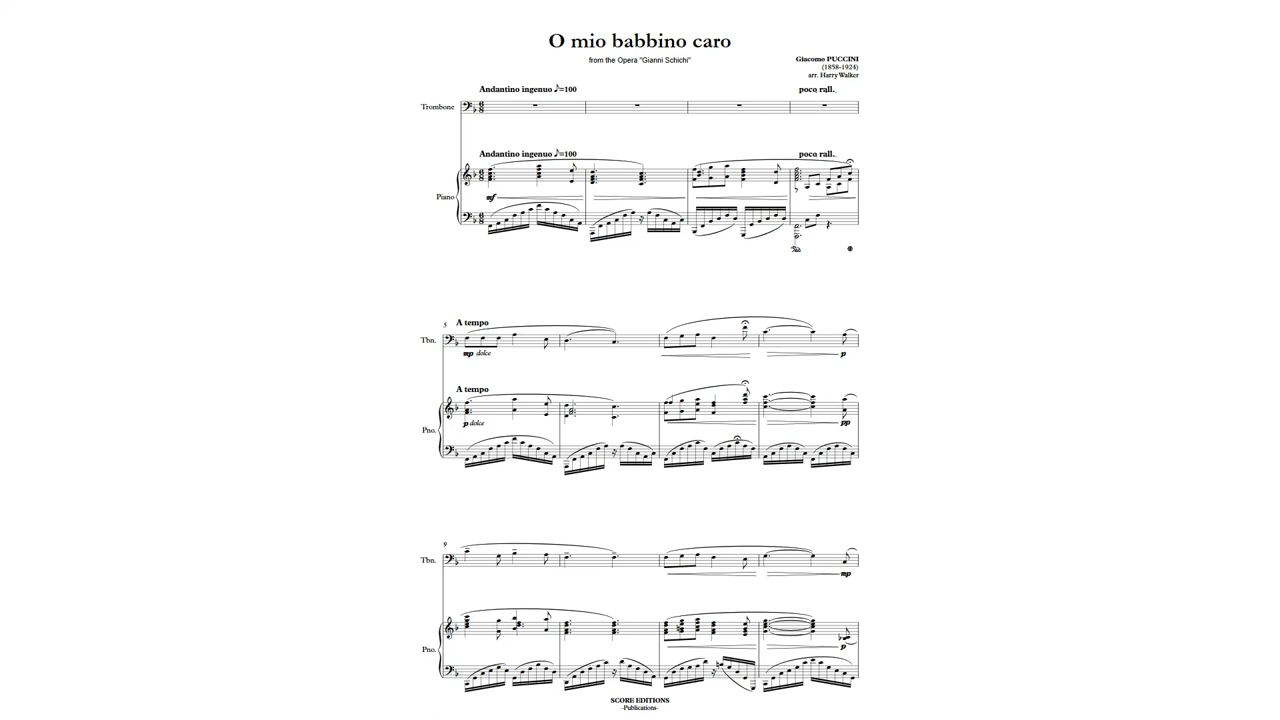 O mio babbino caro
from the Opera "Gianni Schichi"
Giacomo PUCCINI
(1858-1924)
arr. Harry Walker
Andantino ingenuo ♪=100
poco rall.
Trombone
Andantino ingenuo ♪=100
poco rall.
Piano
mf
5
A tempo
Tbn.
mp dolce
p
A tempo
Pno.
p dolce
pp
9
Tbn.
mp
Pno.
p
SCORE EDITIONS
-Publications-